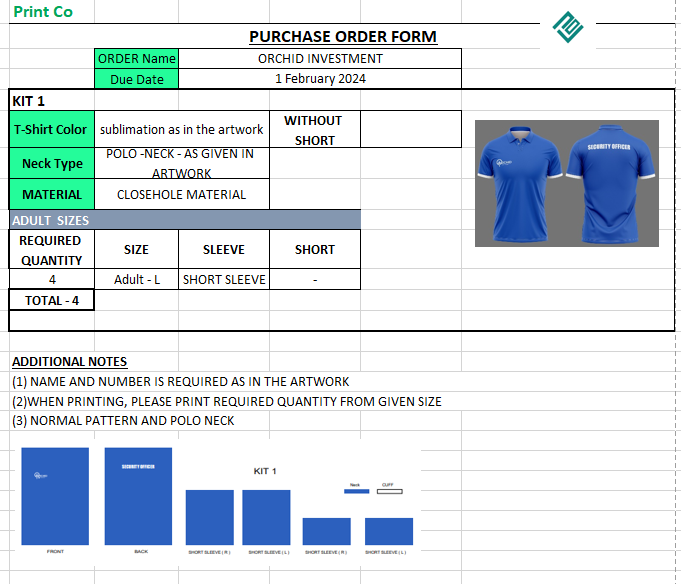 Print Co
PURCHASE ORDER FORM
ORDER Name ORCHID INVESTMENT
Due Date 1 February 2024
KIT 1
T-Shirt Color sublimation as in the artwork WITHOUT SHORT
Neck Type POLO -NECK - AS GIVEN IN ARTWORK
MATERIAL CLOSEHOLE MATERIAL
SECURITY OFFICER
ADULT SIZES
REQUIRED QUANTITY SIZE SLEEVE SHORT
4 Adult - L SHORT SLEEVE -
TOTAL - 4
ADDITIONAL NOTES
(1) NAME AND NUMBER IS REQUIRED AS IN THE ARTWORK
(2)WHEN PRINTING, PLEASE PRINT REQUIRED QUANTITY FROM GIVEN SIZE
(3) NORMAL PATTERN AND POLO NECK
SECURITY OFFICER
KIT 1
Neck CUFF
FRONT BACK SHORT SLEEVE ( R ) SHORT SLEEVE ( L ) SHORT SLEEVE ( R ) SHORT SLEEVE ( L )